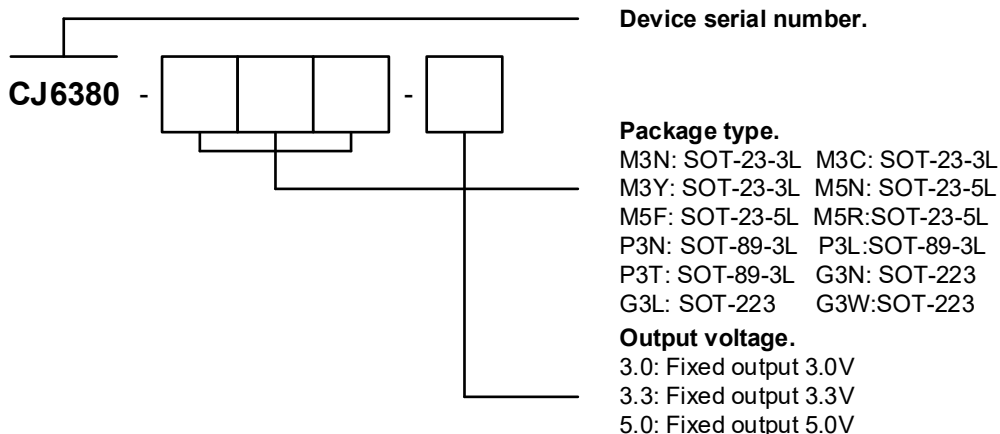 Device serial number.
CJ6380 - -
Package type.
M3N: SOT-23-3L M3C: SOT-23-3L
M3Y: SOT-23-3L M5N: SOT-23-5L
M5F: SOT-23-5L M5R:SOT-23-5L
P3N: SOT-89-3L P3L:SOT-89-3L
P3T: SOT-89-3L G3N: SOT-223
G3L: SOT-223 G3W:SOT-223
Output voltage.
3.0: Fixed output 3.0V
3.3: Fixed output 3.3V
5.0: Fixed output 5.0V